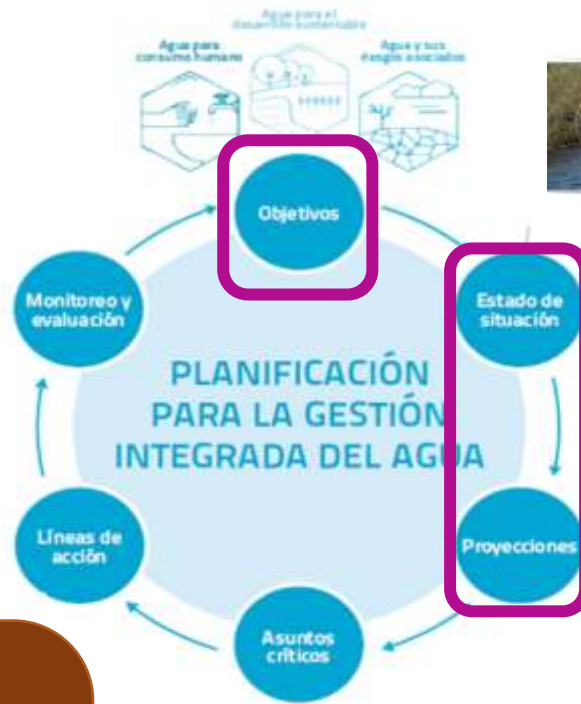 Agua para el
desarrollo sustentable
Agua para
consumo humano
Agua y sus
riesgos asociados
Objetivos
Estado de
situación
Proyecciones
Asuntos
críticos
Líneas de
acción
Monitoreo y
evaluación
PLANIFICACIÓN
PARA LA GESTIÓN
INTEGRADA DEL AGUA